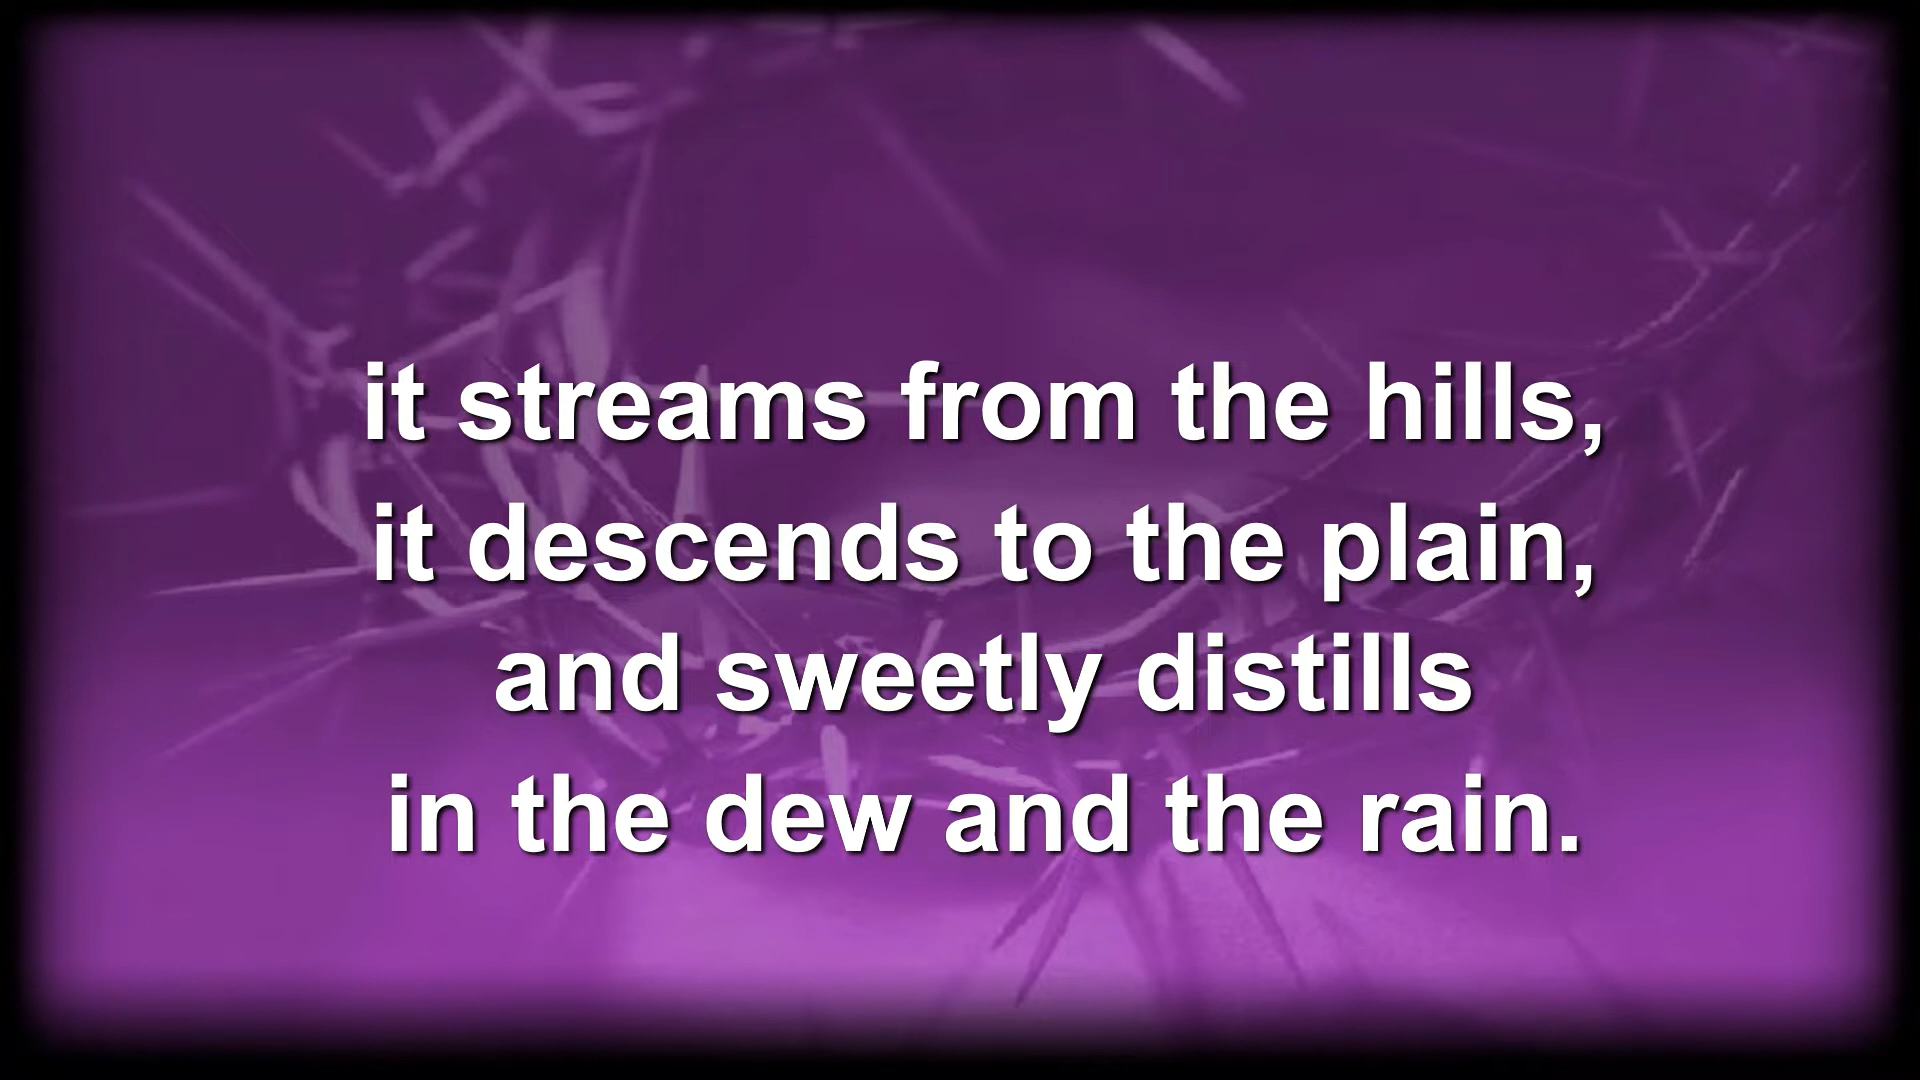 it streams from the hills,
it descends to the plain,
and sweetly distills
in the dew and the rain.